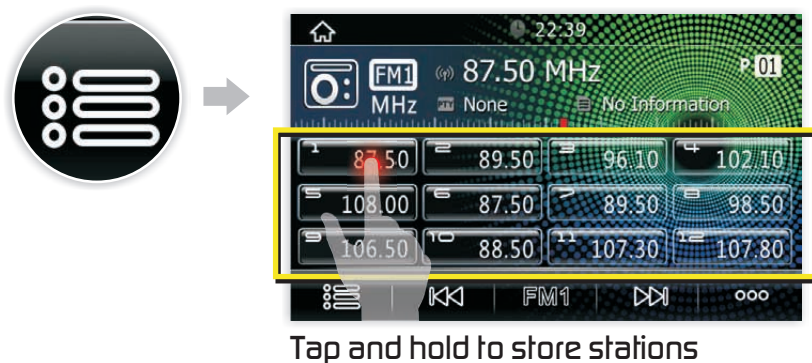 22:39
FM1 87.50 MHz P 01
MHz PTY None No Information
1 87.50 2 89.50 3 96.10 4 102.10
5 108.00 6 87.50 7 89.50 8 98.50
9 106.50 10 88.50 11 107.30 12 107.80
FM1
Tap and hold to store stations